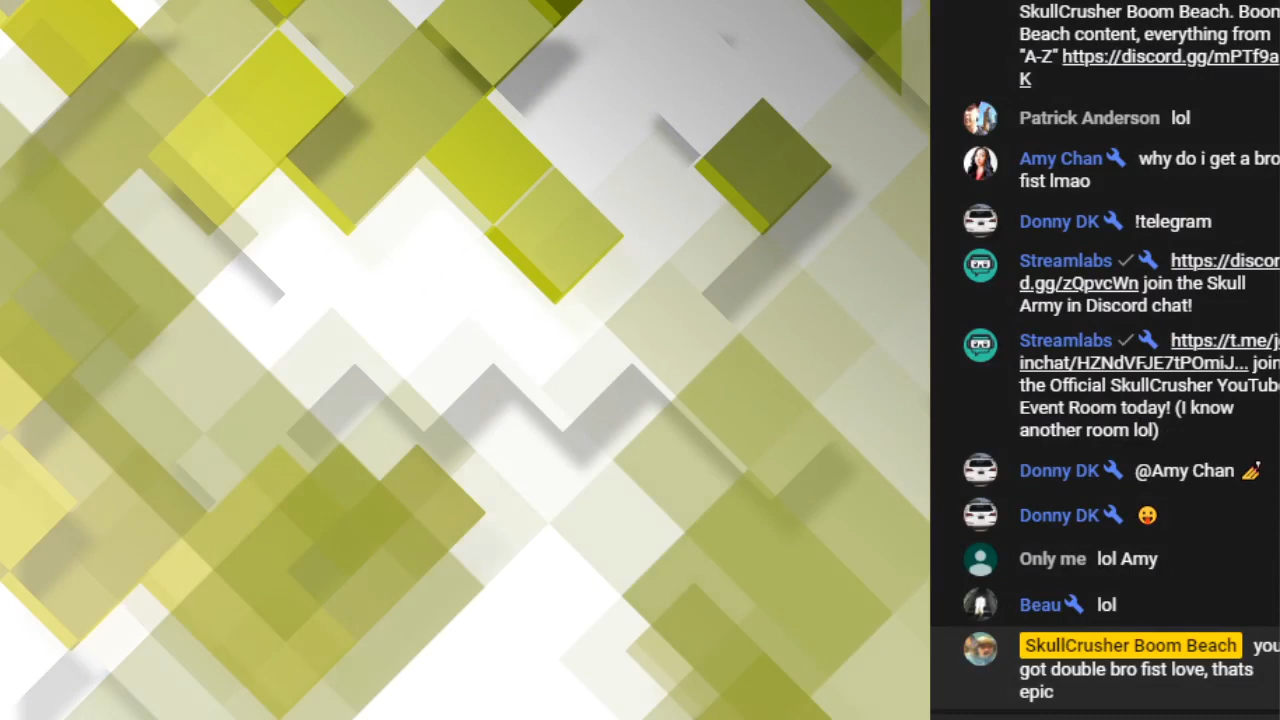 SkullCrusher Boom Beach. Boom
Beach content, everything from
"A-Z" https://discord.gg/mPTf9a
K
Patrick Anderson lol
Amy Chan why do i get a bro
fist lmao
Donny DK !telegram
Streamlabs https://discor
d.gg/zQpvcWn join the Skull
Army in Discord chat!
Streamlabs https://t.me/jo
inchat/HZNdVFJE7tPOmiJ... join
the Official SkullCrusher YouTube
Event Room today! (I know
another room lol)
Donny DK @Amy Chan 💅
Donny DK 😛
Only me lol Amy
Beau lol
SkullCrusher Boom Beach you
got double bro fist love, thats
epic